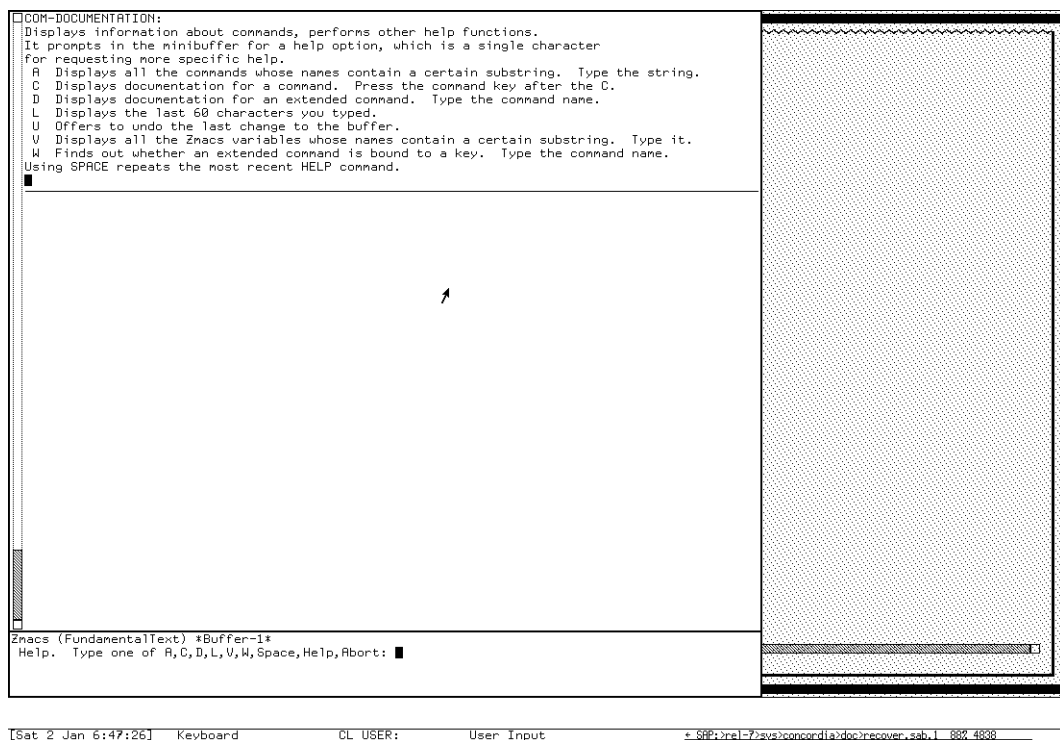 COM-DOCUMENTATION:
Displays information about commands, performs other help functions.
It prompts in the minibuffer for a help option, which is a single character
for requesting more specific help.
A  Displays all the commands whose names contain a certain substring.  Type the string.
C  Displays documentation for a command.  Press the command key after the C.
D  Displays documentation for an extended command.  Type the command name.
L  Displays the last 60 characters you typed.
U  Offers to undo the last change to the buffer.
V  Displays all the Zmacs variables whose names contain a certain substring.  Type it.
W  Finds out whether an extended command is bound to a key.  Type the command name.
Using SPACE repeats the most recent HELP command.
Zmacs (FundamentalText) *Buffer-1*
Help.  Type one of A,C,D,L,V,W,Space,Help,Abort:
[Sat 2 Jan 6:47:26]  Keyboard  CL USER:  User Input  ← SAP:>rel-7>sys>concordia>doc>recover.sab.1  88% 4838